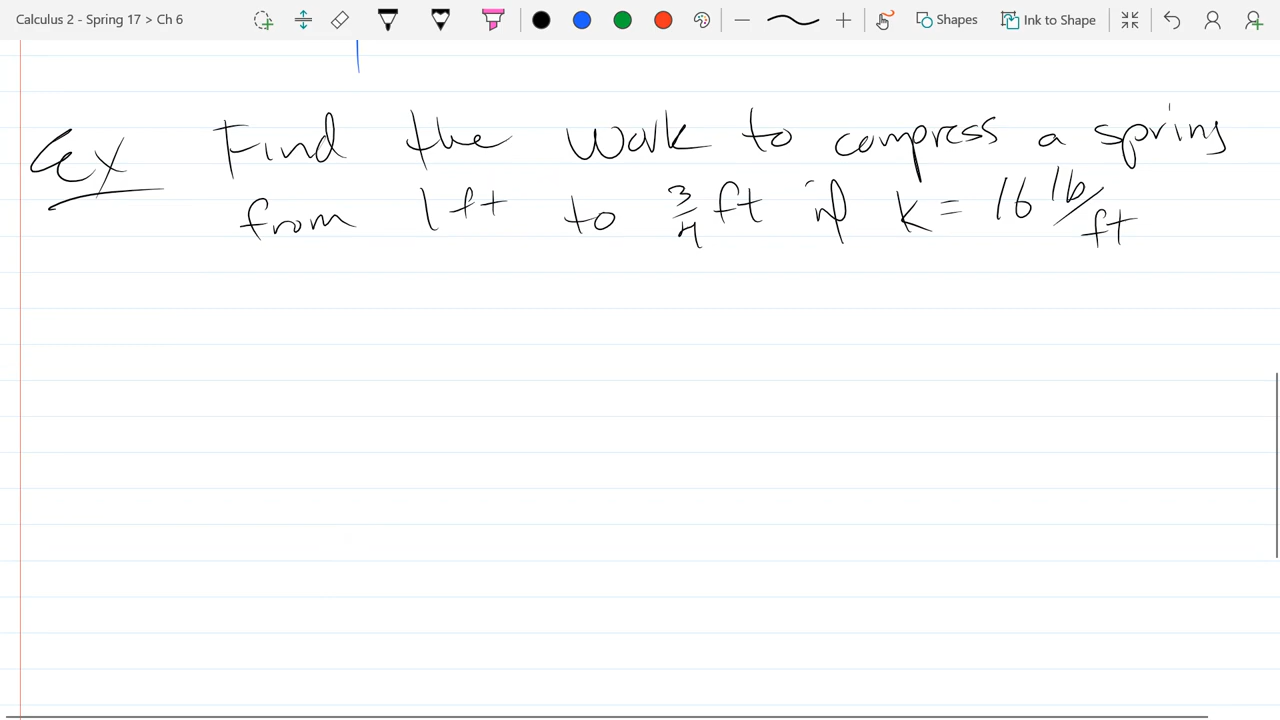 Calculus 2 - Spring 17 > Ch 6
Shapes
Ink to Shape
Ex Find the work to compress a spring
from 1 ft to 3/4 ft if k = 16 lb/ft